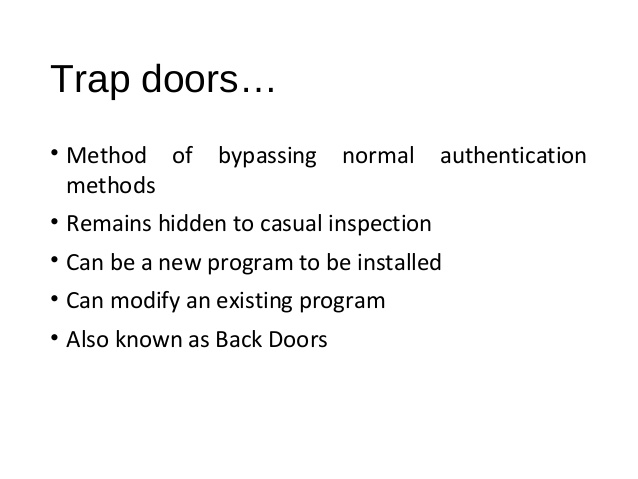 Trap doors…
• Method of bypassing normal authentication
methods
• Remains hidden to casual inspection
• Can be a new program to be installed
• Can modify an existing program
• Also known as Back Doors